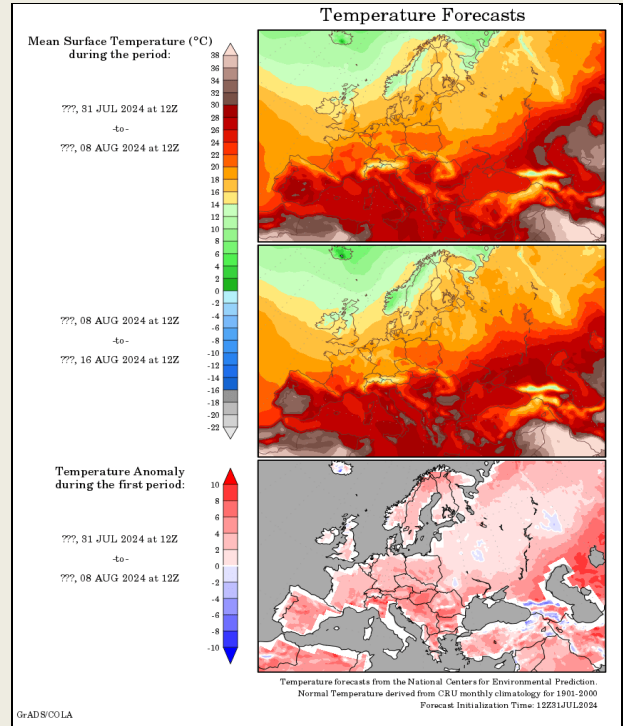 Temperature Forecasts
Mean Surface Temperature (°C)
during the period:
???, 31 JUL 2024 at 12Z
-to-
???, 08 AUG 2024 at 12Z
38
36
34
32
30
28
26
24
22
20
18
16
14
12
10
8
6
4
2
0
-2
-4
-6
-8
-10
-12
-14
-16
-18
-20
-22
???, 08 AUG 2024 at 12Z
-to-
???, 16 AUG 2024 at 12Z
Temperature Anomaly
during the first period:
???, 31 JUL 2024 at 12Z
-to-
???, 08 AUG 2024 at 12Z
10
8
6
4
2
0
-2
-4
-6
-8
-10
Temperature forecasts from the National Centers for Environmental Prediction.
Normal Temperature derived from CRU monthly climatology for 1901-2000
Forecast Initialization Time: 12Z31JUL2024
GrADS/COLA